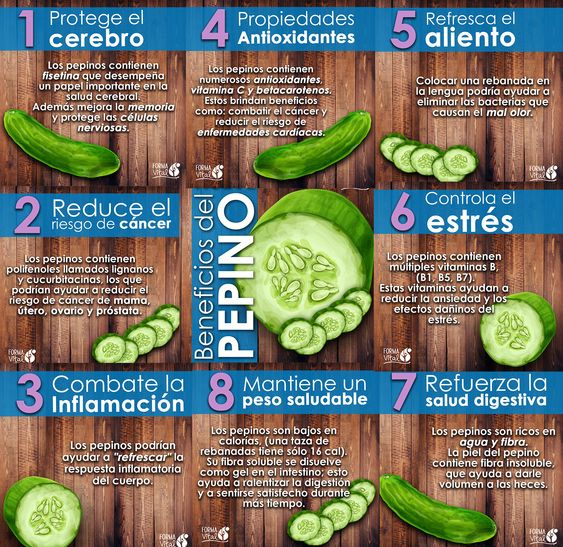 1 Protege el
cerebro
Los pepinos contienen
fisetina que desempeña
un papel importante en la
salud cerebral.
Además mejora la memoria
y protege las células
nerviosas.
FORMA
Vital
4 Propiedades
Antioxidantes
Los pepinos contienen
numerosos antioxidantes,
vitamina C y betacarotenos.
Estos brindan beneficios
como: combatir el cáncer y
reducir el riesgo de
enfermedades cardíacas.
FORMA
Vital
5 Refresca el
aliento
Colocar una rebanada en
la lengua podría ayudar a
eliminar las bacterias que
causan el mal olor.
FORMA
Vital
2 Reduce el
riesgo de cáncer
Los pepinos contienen
polifenoles llamados lignanos
y cucurbitacinas, los que
podrían ayudar a reducir el
riesgo de cáncer de mama,
útero, ovario y próstata.
FORMA
Vital
Beneficios del
PEPINO
6 Controla el
estrés
Los pepinos contienen
múltiples vitaminas B,
(B1, B5, B7).
Estas vitaminas ayudan a
reducir la ansiedad y los
efectos dañinos del
estrés.
FORMA
Vital
3 Combate la
Inflamación
Los pepinos podrían
ayudar a "refrescar" la
respuesta inflamatoria
del cuerpo.
FORMA
Vital
8 Mantiene un
peso saludable
Los pepinos son bajos en
calorías, (una taza de
rebanadas tiene sólo 16 cal).
Su fibra soluble se disuelve
como gel en el intestino; esto
ayuda a ralentizar la digestión
y a sentirse satisfecho durante
más tiempo.
FORMA
Vital
7 Refuerza la
salud digestiva
Los pepinos son ricos en
agua y fibra.
La piel del pepino
contiene fibra insoluble,
que ayuda a darle
volumen a las heces.
FORMA
Vital